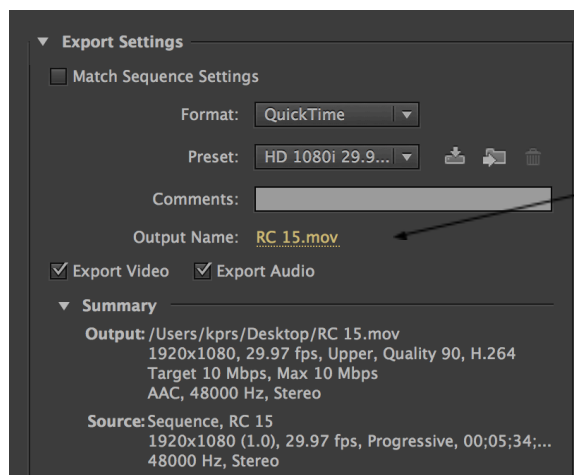 Export Settings
Match Sequence Settings
Format: QuickTime
Preset: HD 1080i 29.9...
Comments:
Output Name: RC 15.mov
Export Video Export Audio
Summary
Output: /Users/kprs/Desktop/RC 15.mov
1920x1080, 29.97 fps, Upper, Quality 90, H.264
Target 10 Mbps, Max 10 Mbps
AAC, 48000 Hz, Stereo
Source: Sequence, RC 15
1920x1080 (1.0), 29.97 fps, Progressive, 00;05;34;...
48000 Hz, Stereo